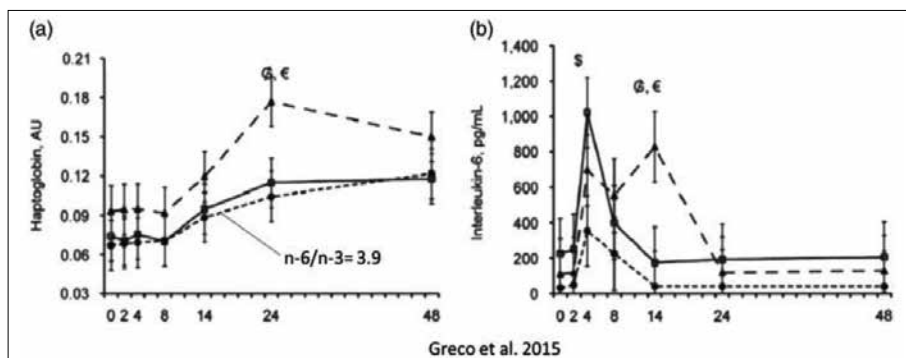 (a)
Haptoglobin, AU
0.21
0.18
0.15
0.12
0.09
0.06
0.03
₲, €
n-6/n-3= 3.9
0 2 4 8 14 24 48
(b)
Interleukin-6, pg/mL
1,400
1,200
1,000
800
600
400
200
0
$
₲, €
0 2 4 8 14 24 48
Greco et al. 2015